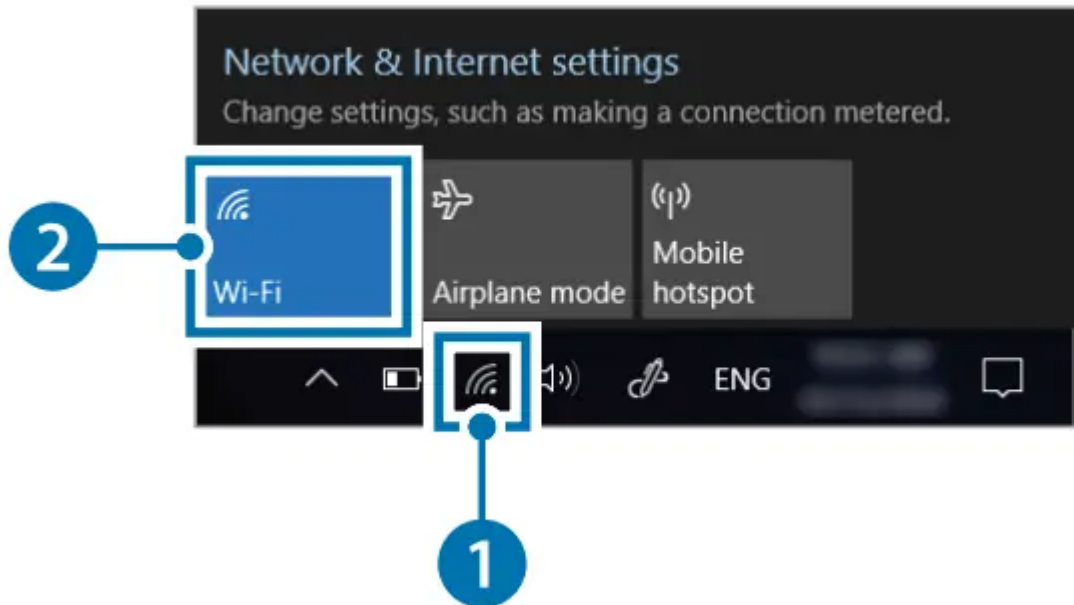 Network & Internet settings
Change settings, such as making a connection metered.
2
Wi-Fi
Airplane mode
Mobile
hotspot
ENG
1